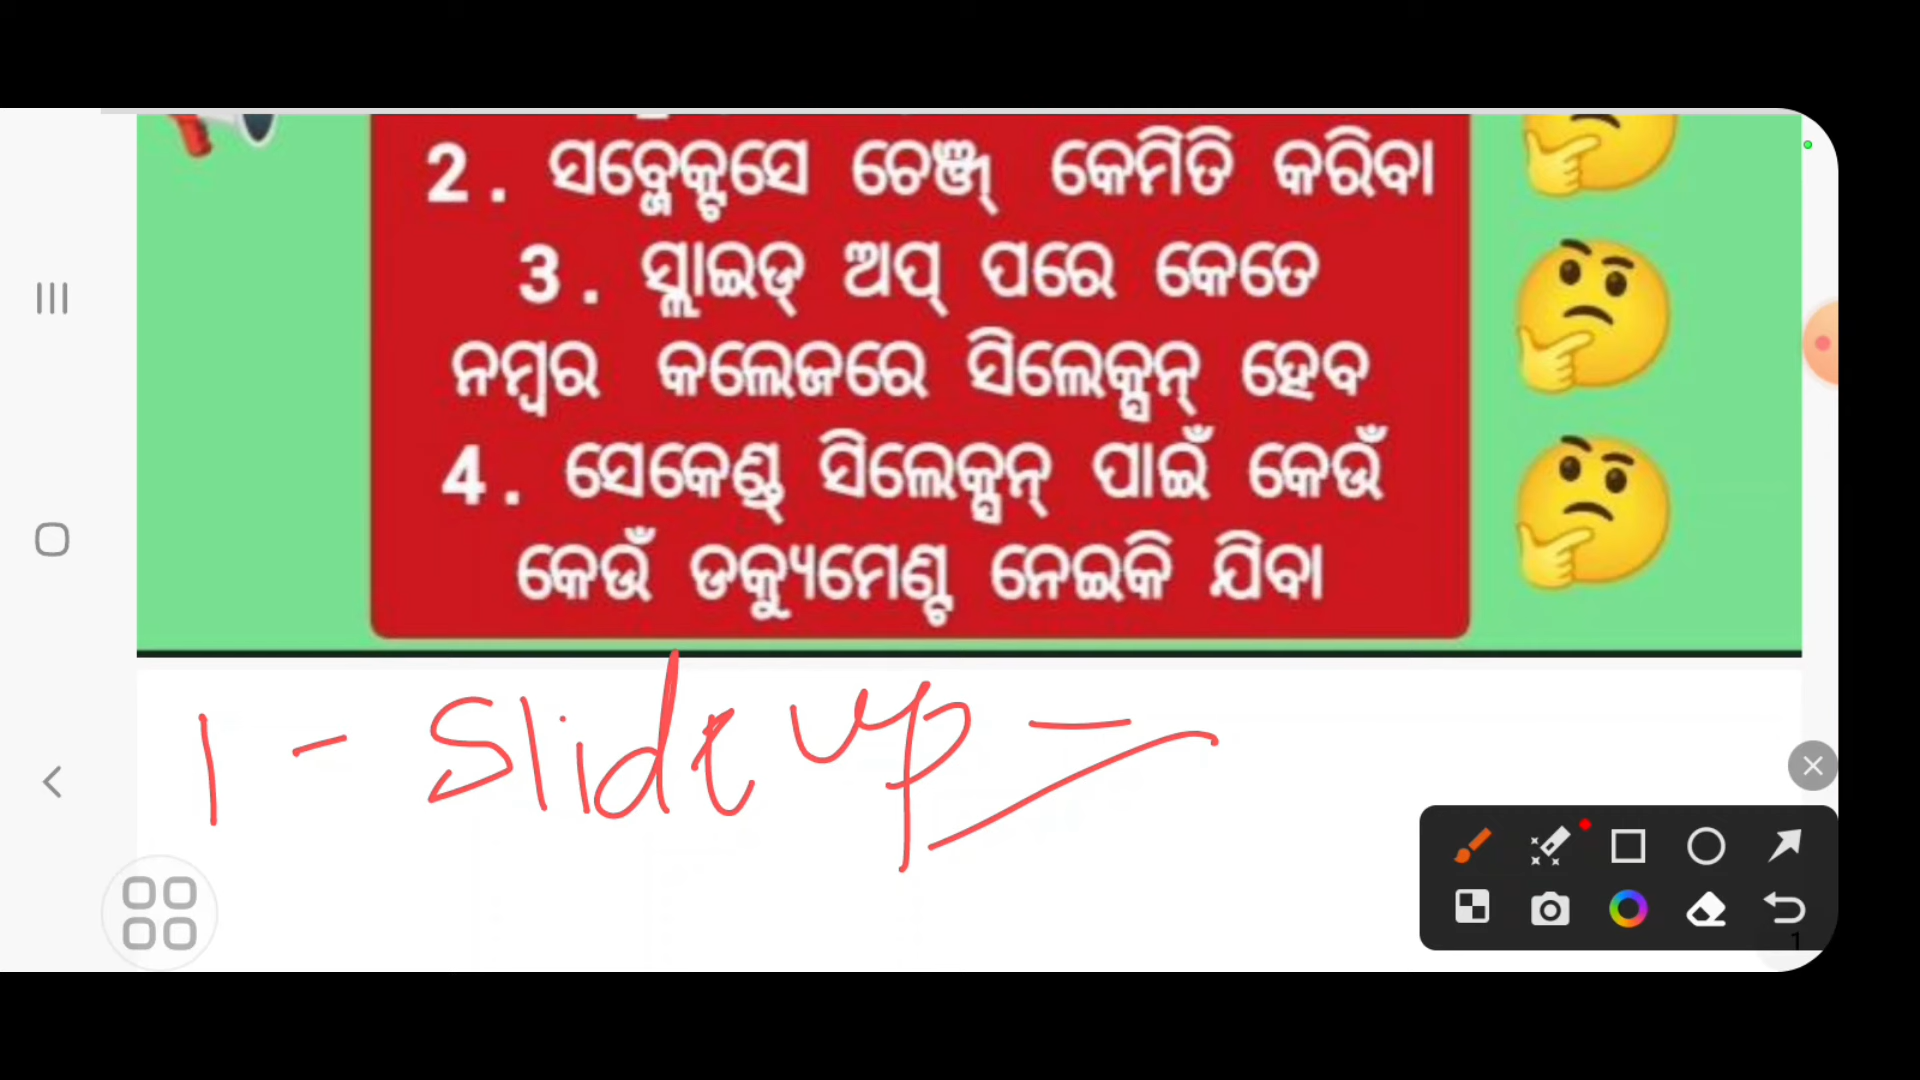 2 . ସବ୍ଜେକ୍ଟସେ ଚେଞ୍ଜ୍ କେମିତି କରିବା
3 . ସ୍ଲାଇଡ୍ ଅପ୍ ପରେ କେତେ
ନମ୍ବର କଲେଜରେ ସିଲେକ୍ସନ୍ ହେବ
4 . ସେକେଣ୍ଡ୍ ସିଲେକ୍ସନ୍ ପାଇଁ କେଉଁ
କେଉଁ ଡକ୍ୟୁମେଣ୍ଟ ନେଇକି ଯିବା
1 - Slide up -
1